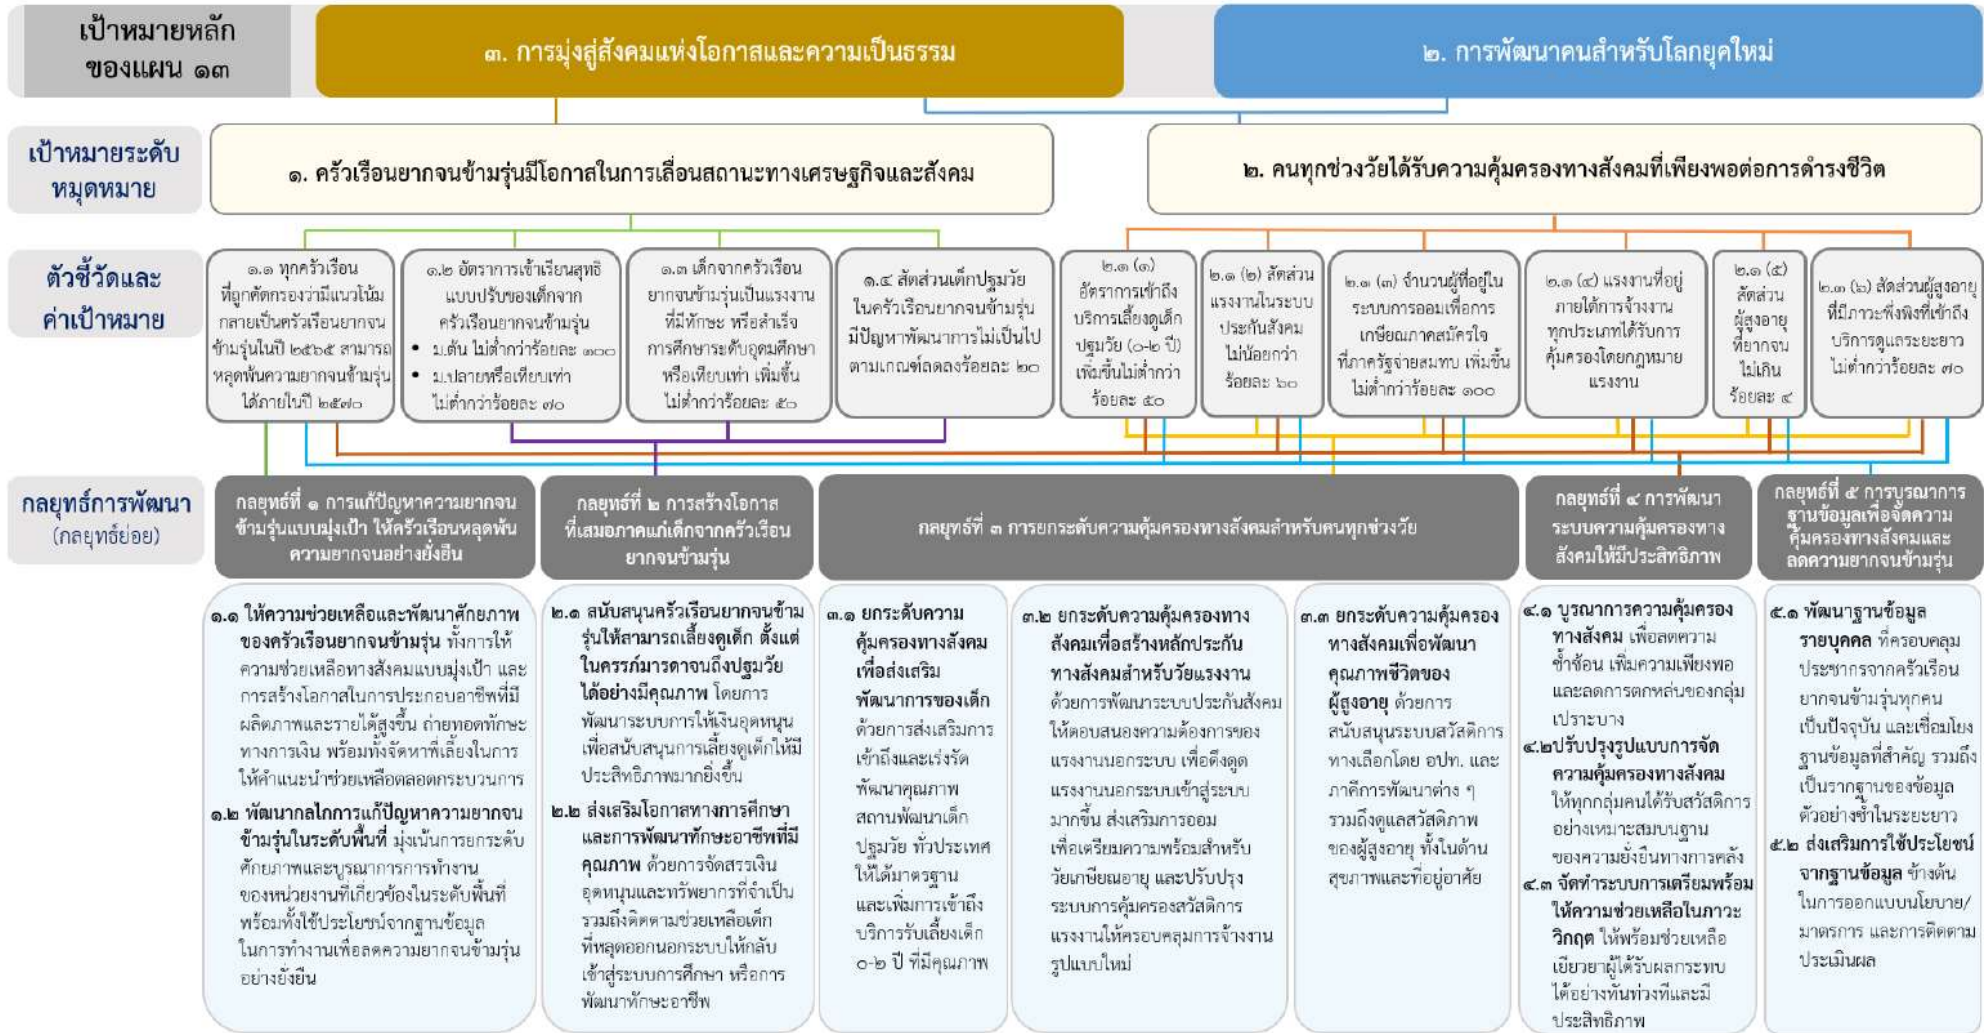 เป้าหมายหลัก
ของแผน ๑๓
๓. การมุ่งสู่สังคมแห่งโอกาสและความเป็นธรรม
๒. การพัฒนาคนสำหรับโลกยุคใหม่
เป้าหมายระดับ
หมุดหมาย
๑. ครัวเรือนยากจนข้ามรุ่นมีโอกาสในการเลื่อนสถานะทางเศรษฐกิจและสังคม
๒. คนทุกช่วงวัยได้รับความคุ้มครองทางสังคมที่เพียงพอต่อการดำรงชีวิต
ตัวชี้วัดและ
ค่าเป้าหมาย
๑.๑ ทุกครัวเรือน
ที่ถูกคัดกรองว่ามีแนวโน้ม
กลายเป็นครัวเรือนยากจน
ข้ามรุ่นในปี ๒๕๖๕ สามารถ
หลุดพ้นความยากจนข้ามรุ่น
ได้ภายในปี ๒๕๗๐
๑.๒ อัตราการเข้าเรียนสุทธิ
แบบปรับของเด็กจาก
ครัวเรือนยากจนข้ามรุ่น
• ม.ต้น ไม่ต่ำกว่าร้อยละ ๑๐๐
• ม.ปลายหรือเทียบเท่า
ไม่ต่ำกว่าร้อยละ ๗๐
๑.๓ เด็กจากครัวเรือน
ยากจนข้ามรุ่นเป็นแรงงาน
ที่มีทักษะ หรือสำเร็จ
การศึกษาระดับอุดมศึกษา
หรือเทียบเท่า เพิ่มขึ้น
ไม่ต่ำกว่าร้อยละ ๕๐
๑.๔ สัดส่วนเด็กปฐมวัย
ในครัวเรือนยากจนข้ามรุ่น
มีปัญหาพัฒนาการไม่เป็นไป
ตามเกณฑ์ลดลงร้อยละ ๒๐
๒.๑ (๑)
อัตราการเข้าถึง
บริการเลี้ยงดูเด็ก
ปฐมวัย (๐-๒ ปี)
เพิ่มขึ้นไม่ต่ำกว่า
ร้อยละ ๕๐
๒.๑ (๒) สัดส่วน
แรงงานในระบบ
ประกันสังคม
ไม่น้อยกว่า
ร้อยละ ๖๐
๒.๑ (๓) จำนวนผู้ที่อยู่ใน
ระบบการออมเพื่อการ
เกษียณภาคสมัครใจ
ที่ภาครัฐจ่ายสมทบ เพิ่มขึ้น
ไม่ต่ำกว่าร้อยละ ๑๐๐
๒.๑ (๔) แรงงานที่อยู่
ภายใต้การจ้างงาน
ทุกประเภทได้รับการ
คุ้มครองโดยกฎหมาย
แรงงาน
๒.๑ (๕)
สัดส่วน
ผู้สูงอายุ
ที่ยากจน
ไม่เกิน
ร้อยละ ๔
๒.๑ (๖) สัดส่วนผู้สูงอายุ
ที่มีภาวะพึ่งพิงที่เข้าถึง
บริการดูแลระยะยาว
ไม่ต่ำกว่าร้อยละ ๗๐
กลยุทธ์การพัฒนา
(กลยุทธ์ย่อย)
กลยุทธ์ที่ ๑ การแก้ปัญหาความยากจน
ข้ามรุ่นแบบมุ่งเป้า ให้ครัวเรือนหลุดพ้น
ความยากจนอย่างยั่งยืน
กลยุทธ์ที่ ๒ การสร้างโอกาส
ที่เสมอภาคแก่เด็กจากครัวเรือน
ยากจนข้ามรุ่น
กลยุทธ์ที่ ๓ การยกระดับความคุ้มครองทางสังคมสำหรับคนทุกช่วงวัย
กลยุทธ์ที่ ๔ การพัฒนา
ระบบความคุ้มครองทาง
สังคมให้มีประสิทธิภาพ
กลยุทธ์ที่ ๕ การบูรณาการ
ฐานข้อมูลเพื่อจัดความ
คุ้มครองทางสังคมและ
ลดความยากจนข้ามรุ่น
๑.๑ ให้ความช่วยเหลือและพัฒนาศักยภาพ
ของครัวเรือนยากจนข้ามรุ่น ทั้งการให้
ความช่วยเหลือทางสังคมแบบมุ่งเป้า และ
การสร้างโอกาสในการประกอบอาชีพที่มี
ผลิตภาพและรายได้สูงขึ้น ถ่ายทอดทักษะ
ทางการเงิน พร้อมทั้งจัดหาพี่เลี้ยงในการ
ให้คำแนะนำช่วยเหลือตลอดกระบวนการ
๑.๒ พัฒนากลไกการแก้ปัญหาความยากจน
ข้ามรุ่นในระดับพื้นที่ มุ่งเน้นการยกระดับ
ศักยภาพและบูรณาการการทำงาน
ของหน่วยงานที่เกี่ยวข้องในระดับพื้นที่
พร้อมทั้งใช้ประโยชน์จากฐานข้อมูล
ในการทำงานเพื่อลดความยากจนข้ามรุ่น
อย่างยั่งยืน
๒.๑ สนับสนุนครัวเรือนยากจนข้าม
รุ่นให้สามารถเลี้ยงดูเด็ก ตั้งแต่
ในครรภ์มารดาจนถึงปฐมวัย
ได้อย่างมีคุณภาพ โดยการ
พัฒนาระบบการให้เงินอุดหนุน
เพื่อสนับสนุนการเลี้ยงดูเด็กให้มี
ประสิทธิภาพมากยิ่งขึ้น
๒.๒ ส่งเสริมโอกาสทางการศึกษา
และการพัฒนาทักษะอาชีพที่มี
คุณภาพ ด้วยการจัดสรรเงิน
อุดหนุนและทรัพยากรที่จำเป็น
รวมถึงติดตามช่วยเหลือเด็ก
ที่หลุดออกนอกระบบให้กลับ
เข้าสู่ระบบการศึกษา หรือการ
พัฒนาทักษะอาชีพ
๓.๑ ยกระดับความ
คุ้มครองทางสังคม
เพื่อส่งเสริม
พัฒนาการของเด็ก
ด้วยการส่งเสริมการ
เข้าถึงและเร่งรัด
พัฒนาคุณภาพ
สถานพัฒนาเด็ก
ปฐมวัย ทั่วประเทศ
ให้ได้มาตรฐาน
และเพิ่มการเข้าถึง
บริการรับเลี้ยงเด็ก
๐-๒ ปี ที่มีคุณภาพ
๓.๒ ยกระดับความคุ้มครองทาง
สังคมเพื่อสร้างหลักประกัน
ทางสังคมสำหรับวัยแรงงาน
ด้วยการพัฒนาระบบประกันสังคม
ให้ตอบสนองความต้องการของ
แรงงานนอกระบบ เพื่อดึงดูด
แรงงานนอกระบบเข้าสู่ระบบ
มากขึ้น ส่งเสริมการออม
เพื่อเตรียมความพร้อมสำหรับ
วัยเกษียณอายุ และปรับปรุง
ระบบการคุ้มครองสวัสดิการ
แรงงานให้ครอบคลุมการจ้างงาน
รูปแบบใหม่
๓.๓ ยกระดับความคุ้มครอง
ทางสังคมเพื่อพัฒนา
คุณภาพชีวิตของ
ผู้สูงอายุ ด้วยการ
สนับสนุนระบบสวัสดิการ
ทางเลือกโดย อปท. และ
ภาคีการพัฒนาต่าง ๆ
รวมถึงดูแลสวัสดิภาพ
ของผู้สูงอายุ ทั้งในด้าน
สุขภาพและที่อยู่อาศัย
๔.๑ บูรณาการความคุ้มครอง
ทางสังคม เพื่อลดความ
ซ้ำซ้อน เพิ่มความเพียงพอ
และลดการตกหล่นของกลุ่ม
เปราะบาง
๔.๒ปรับปรุงรูปแบบการจัด
ความคุ้มครองทางสังคม
ให้ทุกกลุ่มคนได้รับสวัสดิการ
อย่างเหมาะสมบนฐาน
ของความยั่งยืนทางการคลัง
๔.๓ จัดทำระบบการเตรียมพร้อม
ให้ความช่วยเหลือในภาวะ
วิกฤต ให้พร้อมช่วยเหลือ
เยียวยาผู้ได้รับผลกระทบ
ได้อย่างทันท่วงทีและมี
ประสิทธิภาพ
๕.๑ พัฒนาฐานข้อมูล
รายบุคคล ที่ครอบคลุม
ประชากรจากครัวเรือน
ยากจนข้ามรุ่นทุกคน
เป็นปัจจุบัน และเชื่อมโยง
ฐานข้อมูลที่สำคัญ รวมถึง
เป็นรากฐานของข้อมูล
ตัวอย่างซ้ำในระยะยาว
๕.๒ ส่งเสริมการใช้ประโยชน์
จากฐานข้อมูล ข้างต้น
ในการออกแบบนโยบาย/
มาตรการ และการติดตาม
ประเมินผล